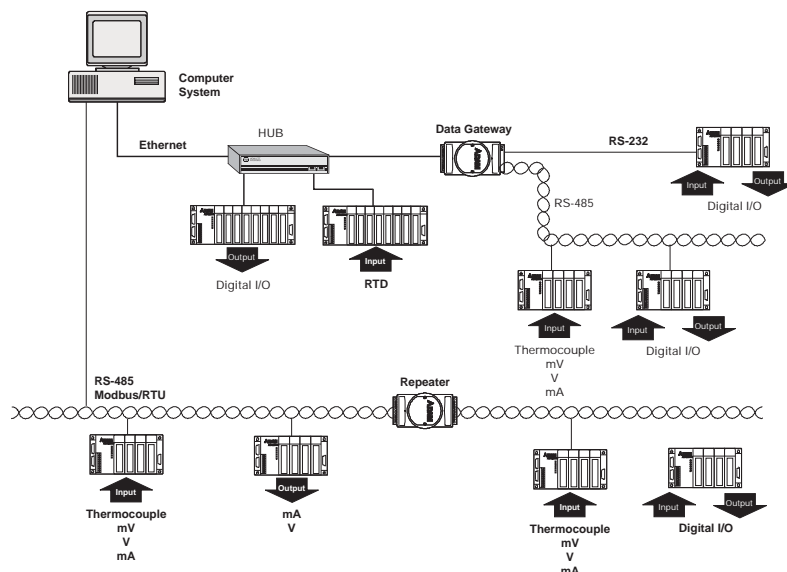 Computer
System
Ethernet
HUB
Data Gateway
RS-232
Input
Output
Digital I/O
RS-485
Output
Digital I/O
Input
RTD
Input
Thermocouple
mV
V
mA
Input
Output
Digital I/O
RS-485
Modbus/RTU
Repeater
Input
Thermocouple
mV
V
mA
Output
mA
V
Input
Thermocouple
mV
V
mA
Input
Output
Digital I/O